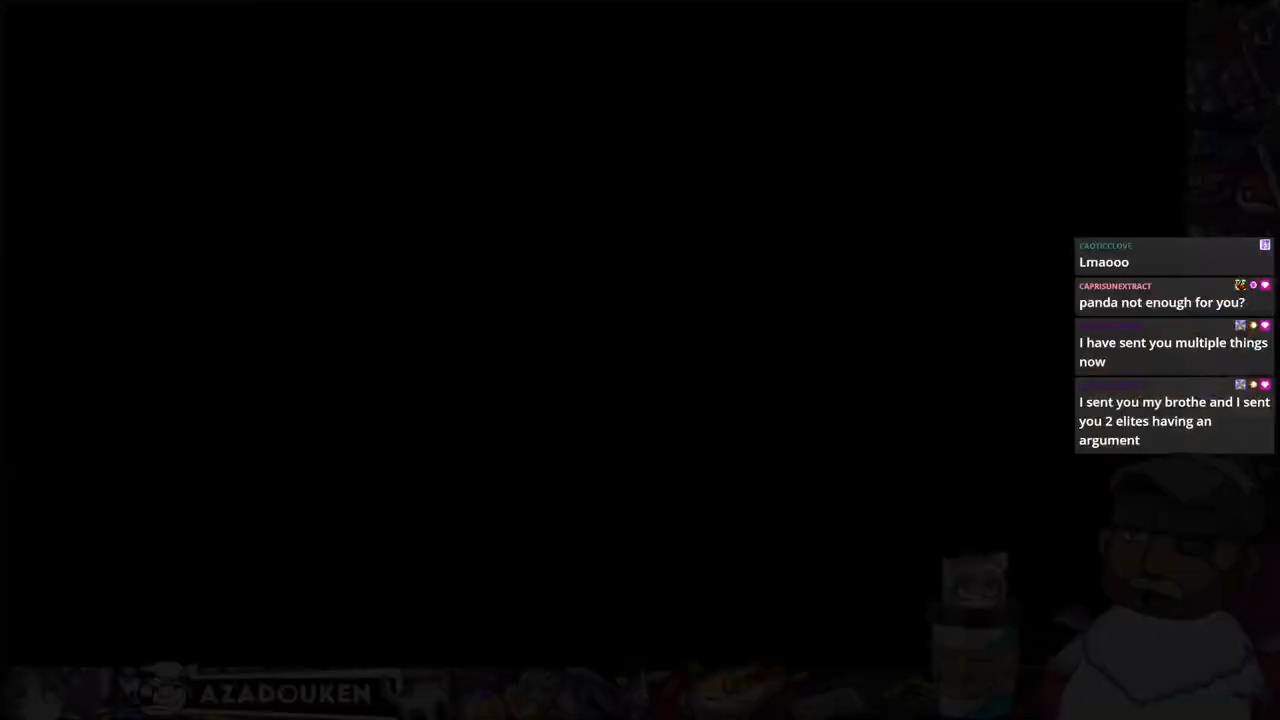 CAOTICCLOVE
Lmaooo
CAPRISUNEXTRACT
panda not enough for you?
I have sent you multiple things
now
I sent you my brothe and I sent
you 2 elites having an
argument
AZADOUKEN